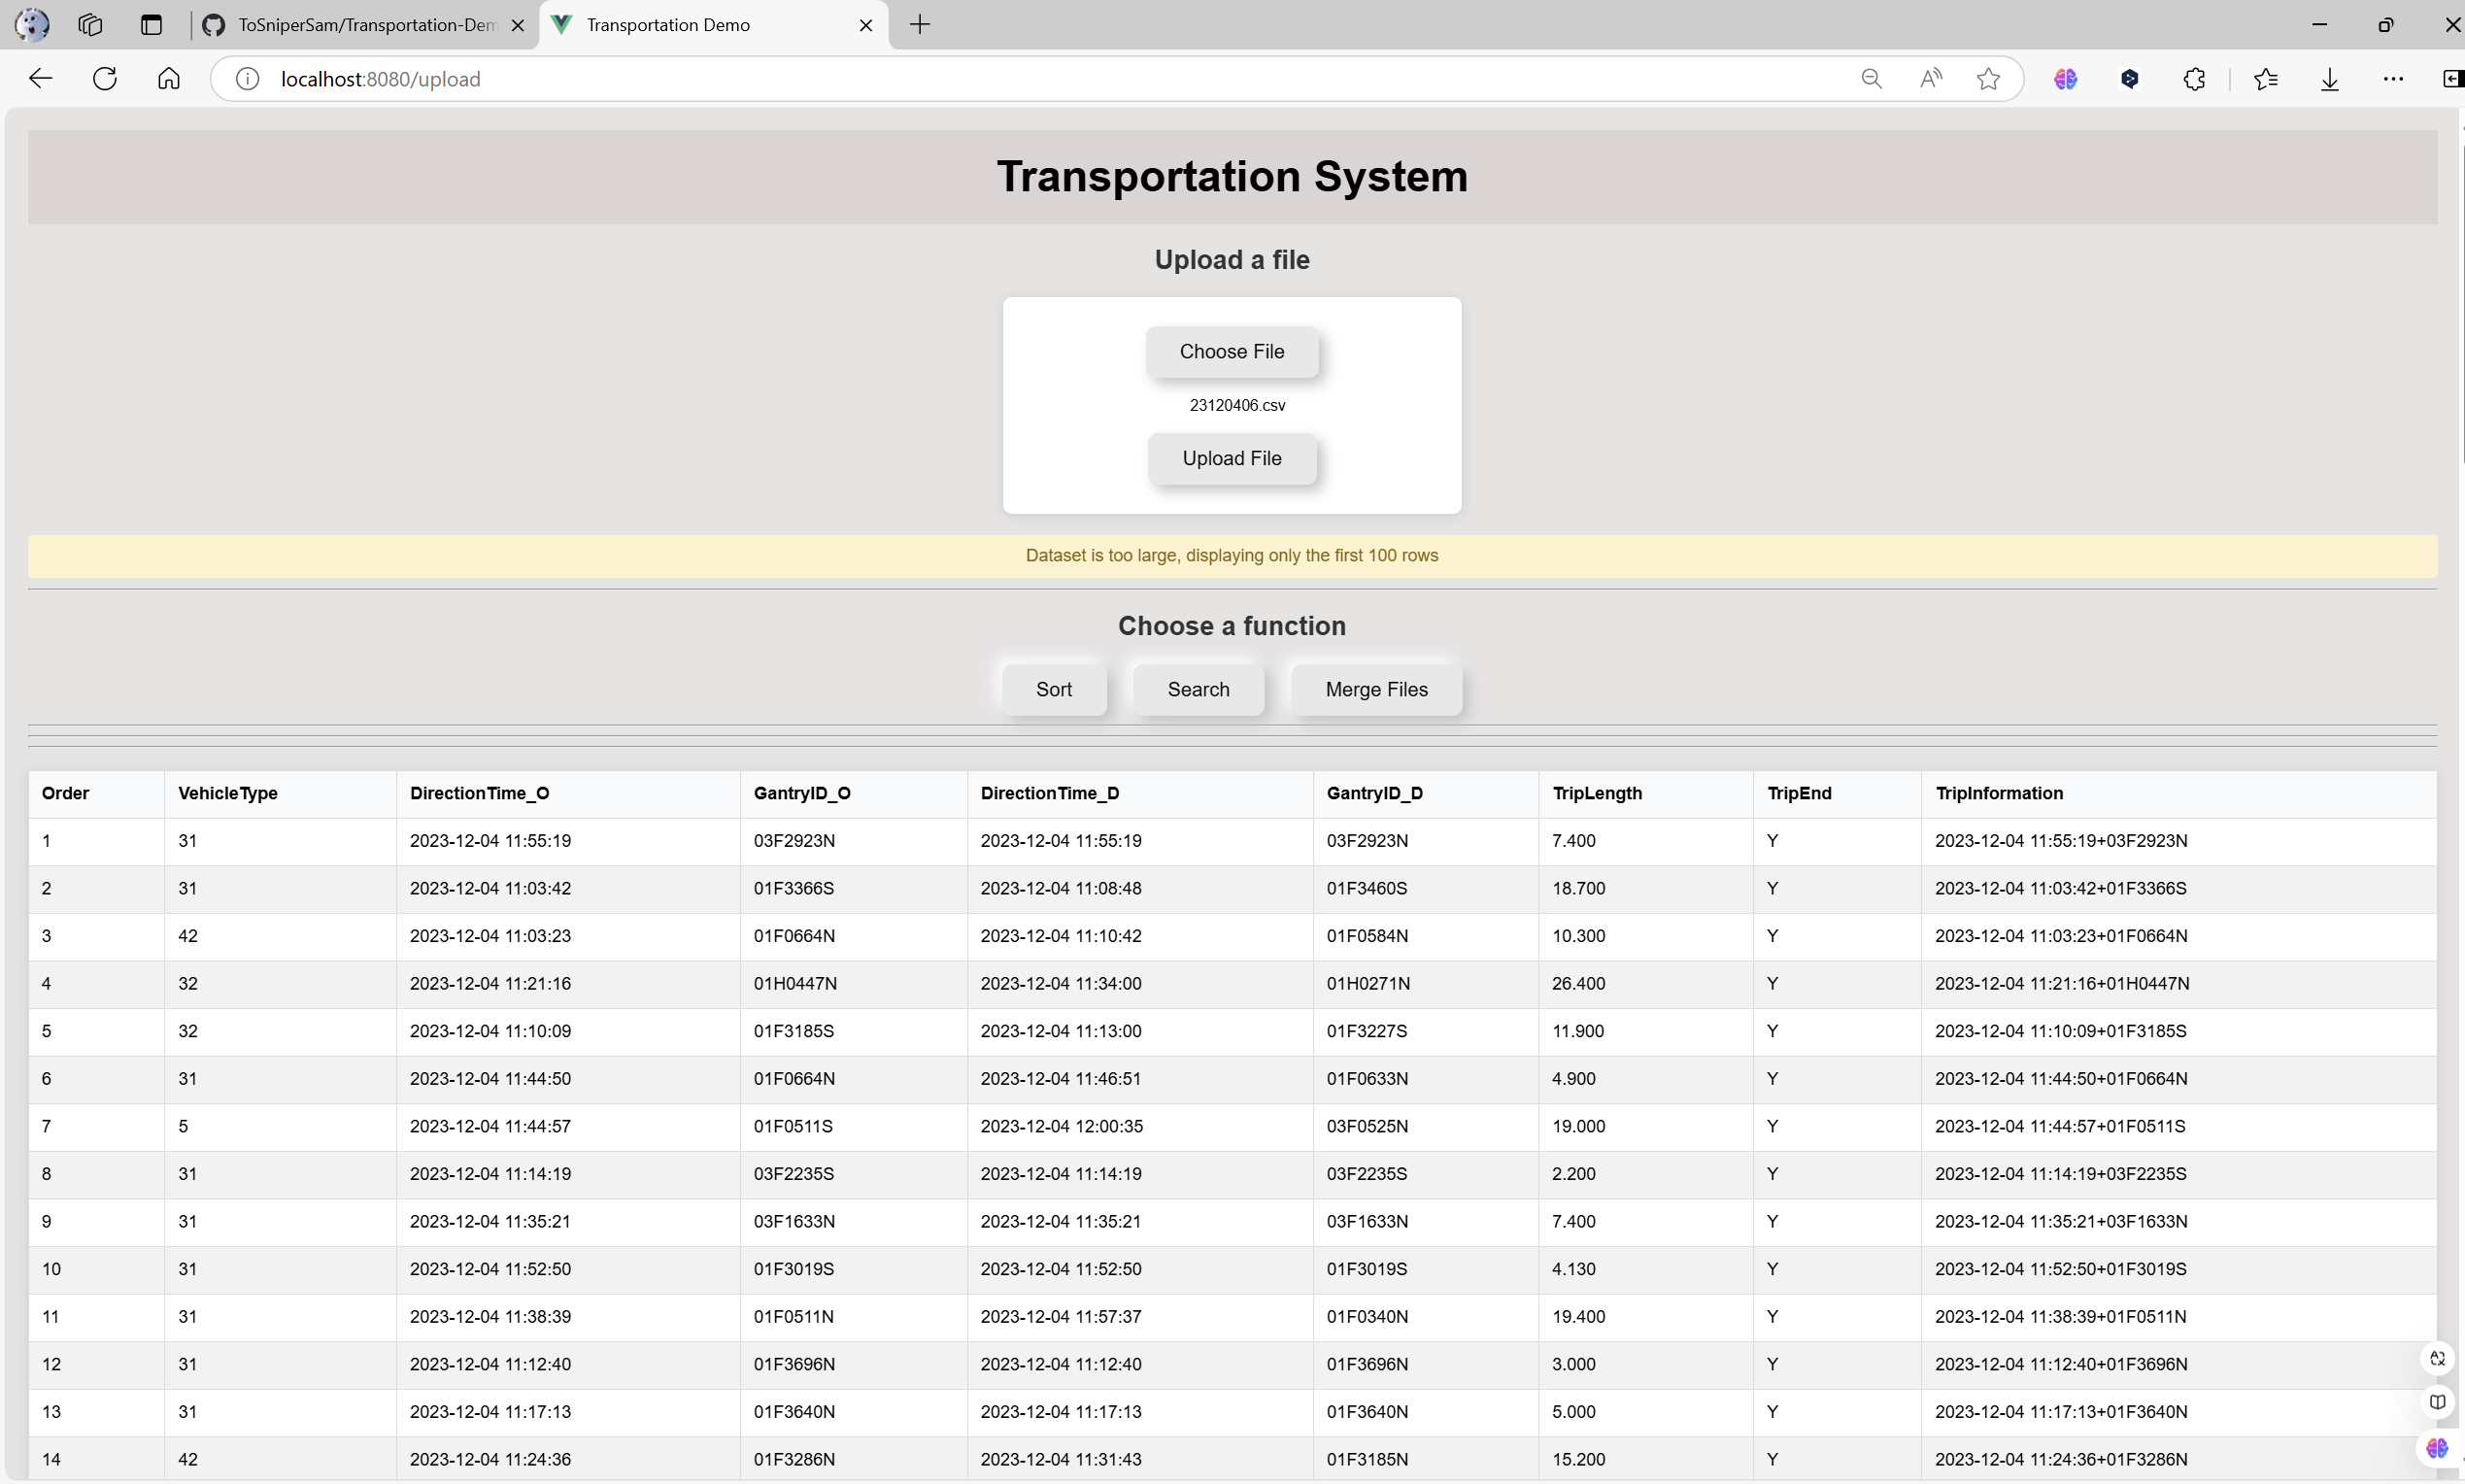 ToSniperSam/Transportation-Dem
Transportation Demo
localhost:8080/upload
Transportation System
Upload a file
Choose File
23120406.csv
Upload File
Dataset is too large, displaying only the first 100 rows
Choose a function
Sort Search Merge Files
Order VehicleType DirectionTime_O GantryID_O DirectionTime_D GantryID_D TripLength TripEnd TripInformation
1 31 2023-12-04 11:55:19 03F2923N 2023-12-04 11:55:19 03F2923N 7.400 Y 2023-12-04 11:55:19+03F2923N
2 31 2023-12-04 11:03:42 01F3366S 2023-12-04 11:08:48 01F3460S 18.700 Y 2023-12-04 11:03:42+01F3366S
3 42 2023-12-04 11:03:23 01F0664N 2023-12-04 11:10:42 01F0584N 10.300 Y 2023-12-04 11:03:23+01F0664N
4 32 2023-12-04 11:21:16 01H0447N 2023-12-04 11:34:00 01H0271N 26.400 Y 2023-12-04 11:21:16+01H0447N
5 32 2023-12-04 11:10:09 01F3185S 2023-12-04 11:13:00 01F3227S 11.900 Y 2023-12-04 11:10:09+01F3185S
6 31 2023-12-04 11:44:50 01F0664N 2023-12-04 11:46:51 01F0633N 4.900 Y 2023-12-04 11:44:50+01F0664N
7 5 2023-12-04 11:44:57 01F0511S 2023-12-04 12:00:35 03F0525N 19.000 Y 2023-12-04 11:44:57+01F0511S
8 31 2023-12-04 11:14:19 03F2235S 2023-12-04 11:14:19 03F2235S 2.200 Y 2023-12-04 11:14:19+03F2235S
9 31 2023-12-04 11:35:21 03F1633N 2023-12-04 11:35:21 03F1633N 7.400 Y 2023-12-04 11:35:21+03F1633N
10 31 2023-12-04 11:52:50 01F3019S 2023-12-04 11:52:50 01F3019S 4.130 Y 2023-12-04 11:52:50+01F3019S
11 31 2023-12-04 11:38:39 01F0511N 2023-12-04 11:57:37 01F0340N 19.400 Y 2023-12-04 11:38:39+01F0511N
12 31 2023-12-04 11:12:40 01F3696N 2023-12-04 11:12:40 01F3696N 3.000 Y 2023-12-04 11:12:40+01F3696N
13 31 2023-12-04 11:17:13 01F3640N 2023-12-04 11:17:13 01F3640N 5.000 Y 2023-12-04 11:17:13+01F3640N
14 42 2023-12-04 11:24:36 01F3286N 2023-12-04 11:31:43 01F3185N 15.200 Y 2023-12-04 11:24:36+01F3286N